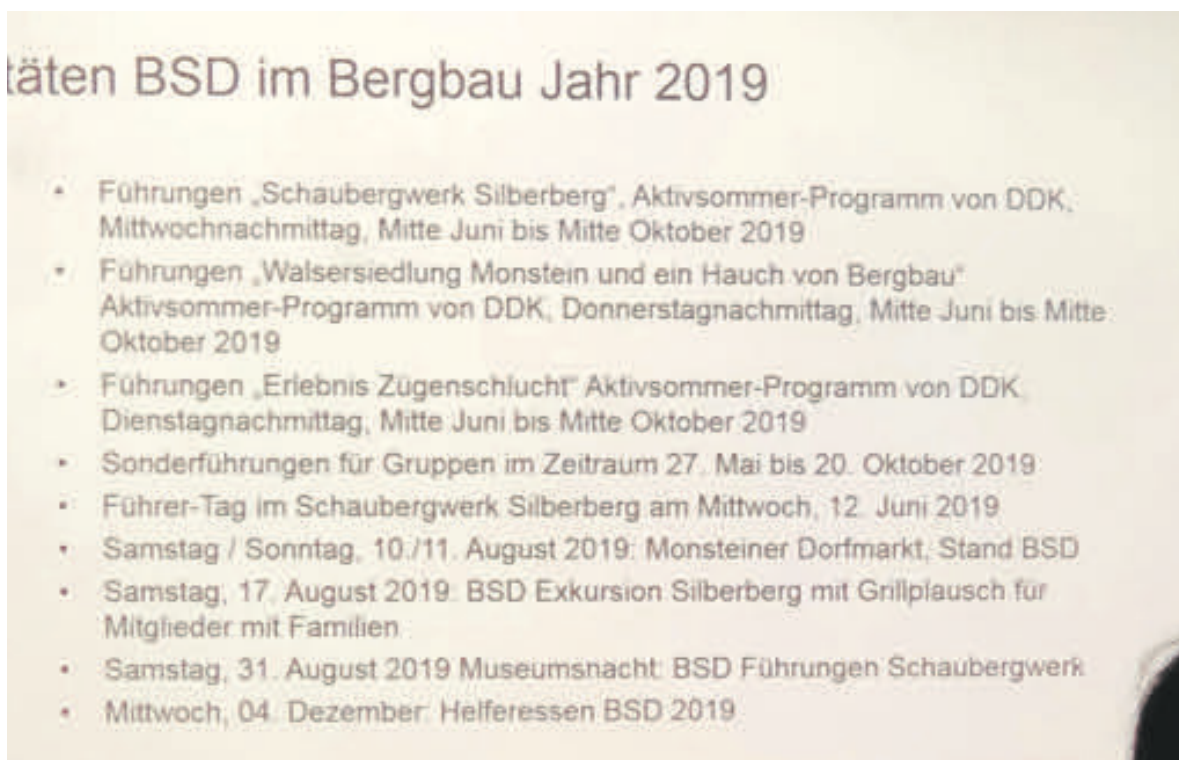 täten BSD im Bergbau Jahr 2019
• Führungen „Schaubergwerk Silberberg“, Aktivsommer-Programm von DDK,
Mittwochnachmittag, Mitte Juni bis Mitte Oktober 2019
• Führungen „Walsersiedlung Monstein und ein Hauch von Bergbau“
Aktivsommer-Programm von DDK, Donnerstagnachmittag, Mitte Juni bis Mitte
Oktober 2019
• Führungen „Erlebnis Zügenschlucht“ Aktivsommer-Programm von DDK,
Dienstagnachmittag, Mitte Juni bis Mitte Oktober 2019
• Sonderführungen für Gruppen im Zeitraum 27. Mai bis 20. Oktober 2019
• Führer-Tag im Schaubergwerk Silberberg am Mittwoch, 12. Juni 2019
• Samstag / Sonntag, 10./11. August 2019: Monsteiner Dorfmarkt, Stand BSD
• Samstag, 17. August 2019: BSD Exkursion Silberberg mit Grillplausch für
Mitglieder mit Familien
• Samstag, 31. August 2019 Museumsnacht: BSD Führungen Schaubergwerk
• Mittwoch, 04. Dezember: Helferessen BSD 2019